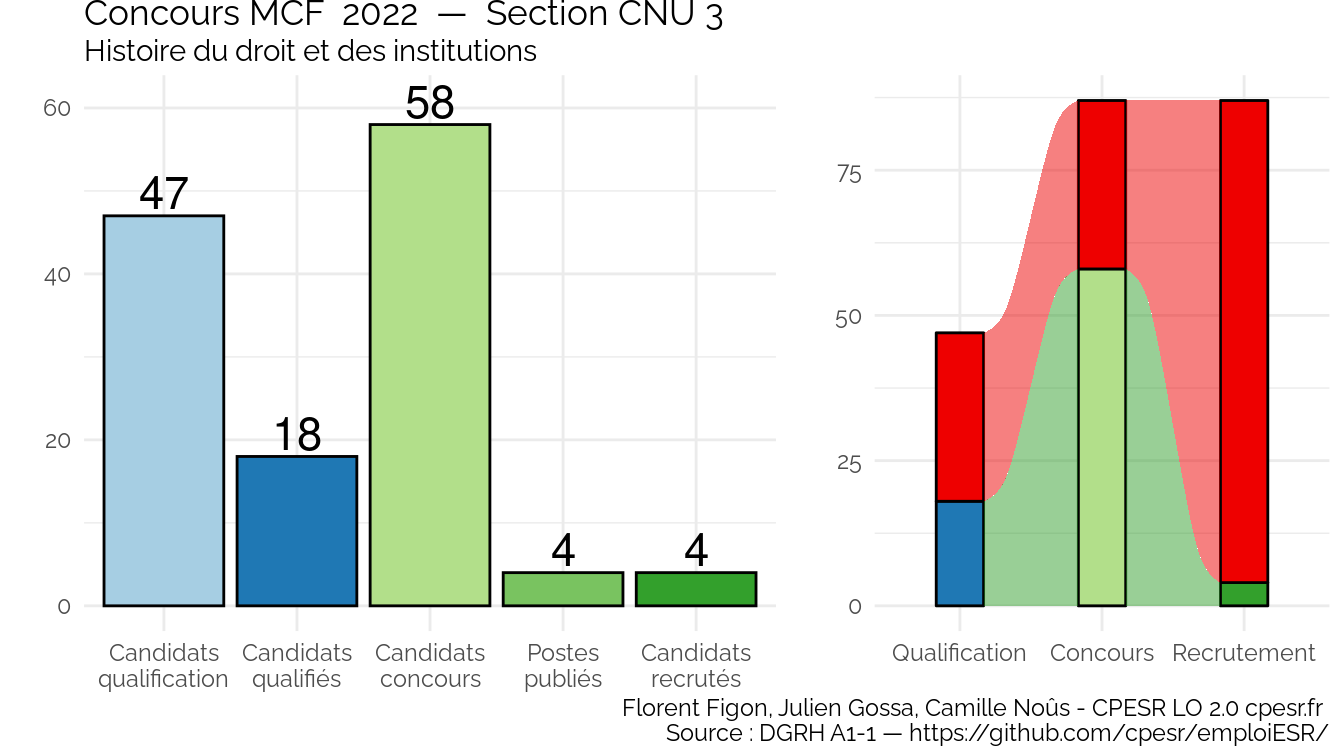 Concours MCF 2022 — Section CNU 3
Histoire du droit et des institutions
60
40
20
0
47
18
58
4
4
Candidats
qualification
Candidats
qualifiés
Candidats
concours
Postes
publiés
Candidats
recrutés
75
50
25
0
Qualification
Concours
Recrutement
Florent Figon, Julien Gossa, Camille Noûs - CPESR LO 2.0 cpesr.fr
Source : DGRH A1-1 — https://github.com/cpesr/emploiESR/